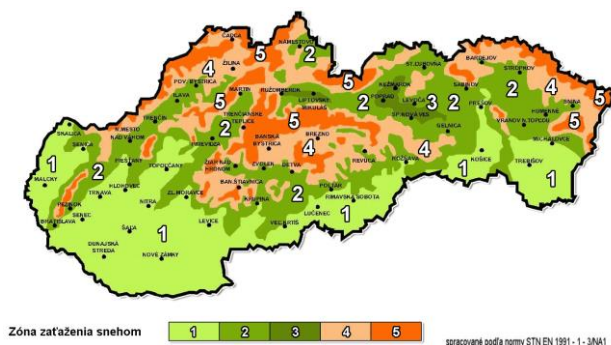 ČADCA
NÁMESTOVO
5
2
ST.ĽUBOVŇA
BARDEJOV
4
ŽILINA
5
KEŽMAROK
SABINOV
STROPKOV
2
4
POV. BYSTRICA
MARTIN
RUŽOMBEROK
LIPTOVSKÝ
MIKULÁŠ
2
POPRAD
LEVOČA
3
2
PREŠOV
HUMENNÉ
SNINA
ILAVA
5
SP.NOVÁ VES
VRANOV N.TOPĽOU
5
TRENČÍN
TRENČIANSKE
TEPLICE
5
GELNICA
MICHALOVCE
SKALICA
N.MESTO
NAD VÁHOM
2
PRIEVIDZA
BANSKÁ
BYSTRICA
BREZNO
4
4
SENICA
1
PIEŠŤANY
TOPOĽČANY
ŽIAR NAD
HRONOM
ZVOLEN
DETVA
REVÚCA
ROŽŇAVA
1
KOŠICE
TREBIŠOV
1
MALACKY
2
TRNAVA
HLOHOVEC
BAN.ŠTIAVNICA
2
POLTÁR
PEZINOK
NITRA
ZL.MORAVCE
KRUPINA
RIMAVSKÁ SOBOTA
SENEC
LUČENEC
1
BRATISLAVA
ŠAĽA
1
LEVICE
VEĽ.KRTÍŠ
DUNAJSKÁ
STREDA
NOVÉ ZÁMKY
Zóna zaťaženia snehom
1 2 3 4 5
spracované podľa normy STN EN 1991 - 1 - 3/NA1